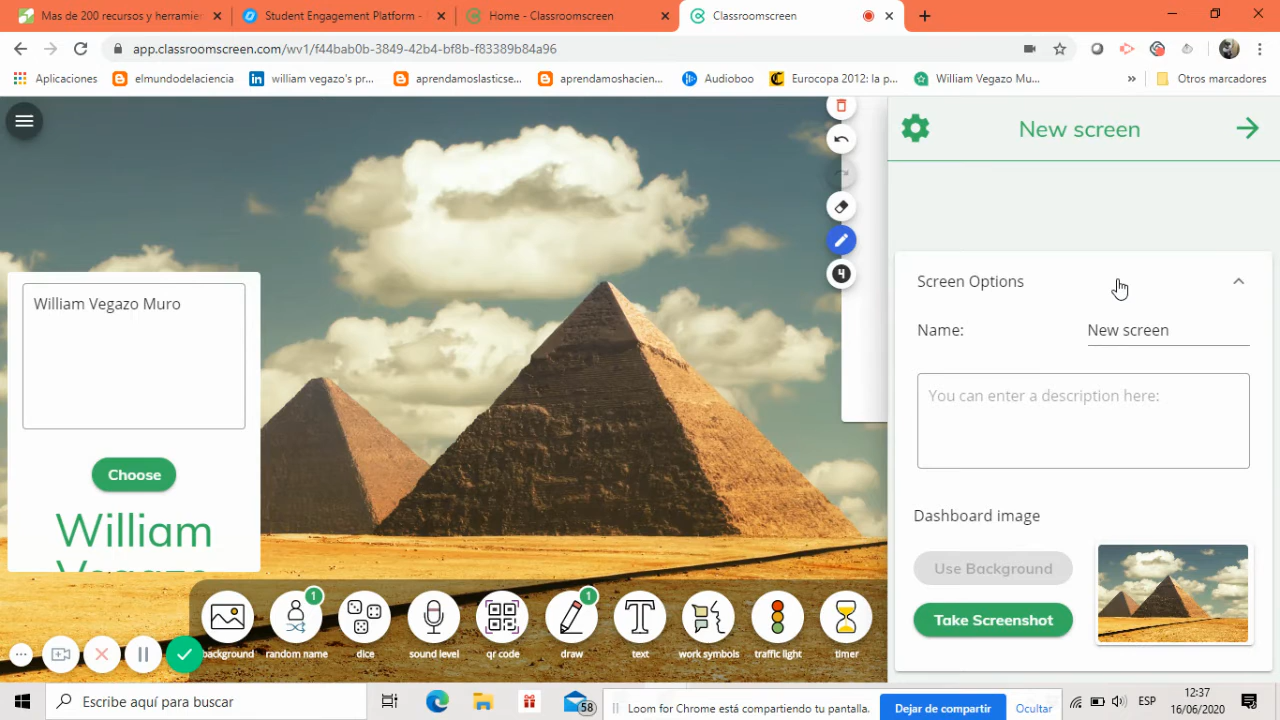 Mas de 200 recursos y herramie
Student Engagement Platform -
Home - Classroomscreen
Classroomscreen
app.classroomscreen.com/wv1/f44bab0b-3849-42b4-bf8b-f83389b84a96
Aplicaciones
elmundodelaciencia
william vegazo's pr...
aprendamoslasticse...
aprendamoshacien...
Audioboo
Eurocopa 2012: la p...
William Vegazo Mu...
»
Otros marcadores
New screen
4
Screen Options
Name:
New screen
You can enter a description here:
Dashboard image
Use Background
Take Screenshot
William Vegazo Muro
Choose
William
Vegazo
1
1
background
random name
dice
sound level
qr code
draw
text
work symbols
traffic light
timer
Escribe aquí para buscar
58
Loom for Chrome está compartiendo tu pantalla.
Dejar de compartir
Ocultar
ESP
12:37
16/06/2020